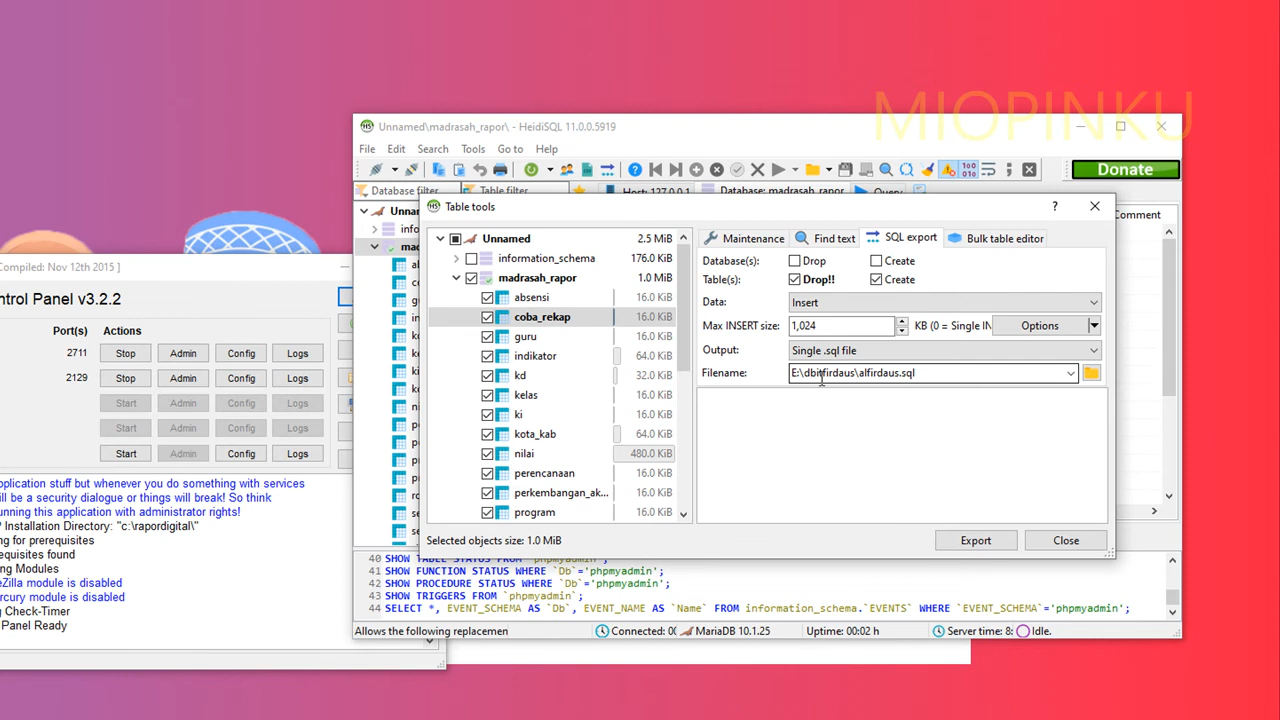 MIOPINKU
Unnamed\madrasah_rapor\ - HeidiSQL 11.0.0.5919
File Edit Search Tools Go to Help
Donate
Database filter Table filter Host: 127.0.0.1 Database: madrasah_rapor Query
Comment
Table tools
Unnamed 2.5 MiB
information_schema 176.0 KiB
madrasah_rapor 1.0 MiB
absensi 16.0 KiB
coba_rekap 16.0 KiB
guru 16.0 KiB
indikator 64.0 KiB
kd 32.0 KiB
kelas 16.0 KiB
ki 16.0 KiB
kota_kab 64.0 KiB
nilai 480.0 KiB
perencanaan 16.0 KiB
perkembangan_ak... 16.0 KiB
program 16.0 KiB
Selected objects size: 1.0 MiB
Maintenance Find text SQL export Bulk table editor
Database(s): Drop Create
Table(s): Drop!! Create
Data: Insert
Max INSERT size: 1,024 KB (0 = Single IN Options
Output: Single .sql file
Filename: E:\dbitfirdaus\alfirdaus.sql
Export Close
Compiled: Nov 12th 2015 ]
ntrol Panel v3.2.2
Port(s) Actions
2711 Stop Admin Config Logs
2129 Stop Admin Config Logs
Start Admin Config Logs
Start Admin Config Logs
Start Admin Config Logs
pplication stuff but whenever you do something with services
ill be a security dialogue or things will break! So think
unning this application with administrator rights!
Installation Directory: "c:\rapordigital\"
ng for prerequisites
equisites found
ing Modules
eZilla module is disabled
rcury module is disabled
g Check-Timer
Panel Ready
40 SHOW TABLE STATUS FROM `phpmyadmin`;
41 SHOW FUNCTION STATUS WHERE `Db`='phpmyadmin';
42 SHOW PROCEDURE STATUS WHERE `Db`='phpmyadmin';
43 SHOW TRIGGERS FROM `phpmyadmin`;
44 SELECT *, EVENT_SCHEMA AS `Db`, EVENT_NAME AS `Name` FROM information_schema.`EVENTS` WHERE `EVENT_SCHEMA`='phpmyadmin';
Allows the following replacemen Connected: 00 MariaDB 10.1.25 Uptime: 00:02 h Server time: 8: Idle.